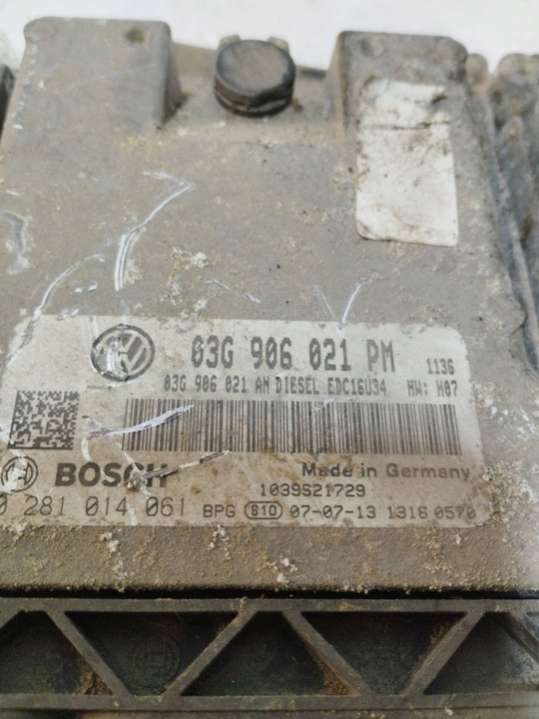 03G 906 021 PM 1136
03G 906 021 AM DIESEL EDC16U34 HW: H07
BOSCH
Made in Germany
1039S21729
0 281 014 061 BPG 810 07-07-13 1316 0570